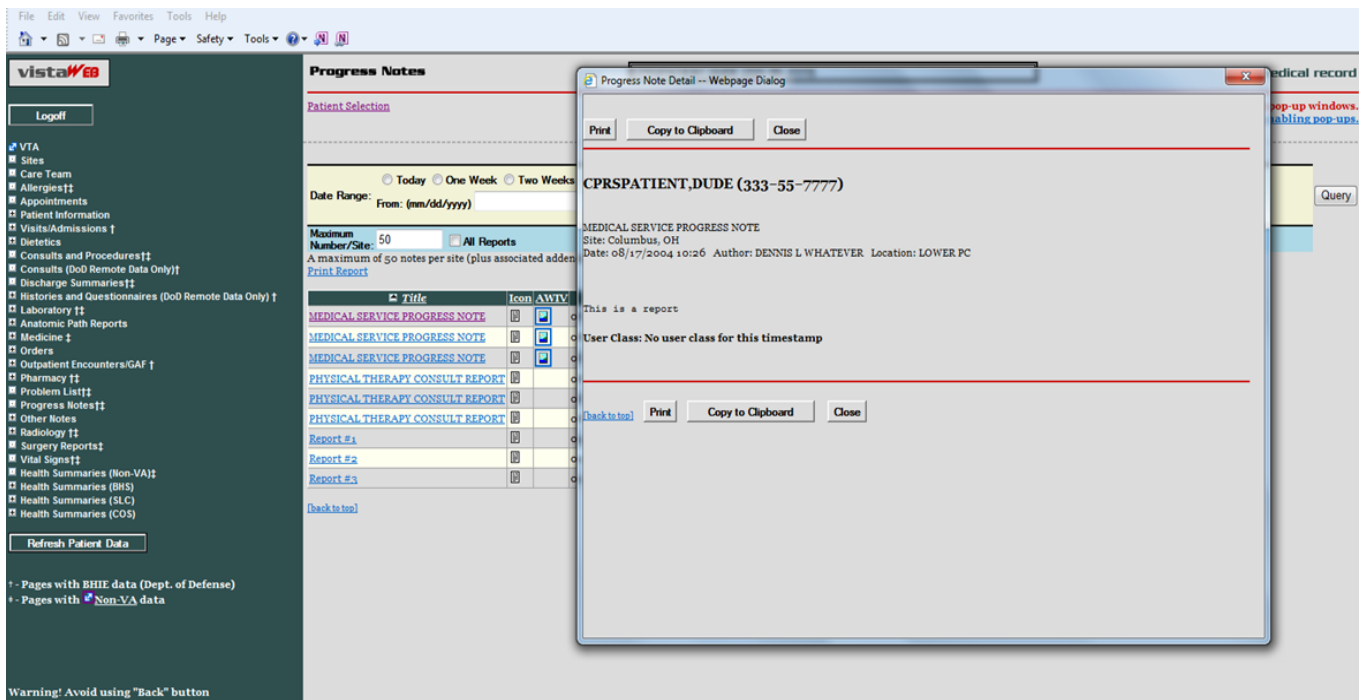 File Edit View Favorites Tools Help
Page Safety Tools
vistaWEB
Logoff
VTA
Sites
Care Team
Allergies†‡
Appointments
Patient Information
Visits/Admissions †
Dietetics
Consults and Procedures†‡
Consults (DoD Remote Data Only)†
Discharge Summaries†‡
Histories and Questionnaires (DoD Remote Data Only) †
Laboratory †‡
Anatomic Path Reports
Medicine ‡
Orders
Outpatient Encounters/GAF †
Pharmacy †‡
Problem List†‡
Progress Notes†‡
Other Notes
Radiology †‡
Surgery Reports‡
Vital Signs†‡
Health Summaries (Non-VA)‡
Health Summaries (BHS)
Health Summaries (SLC)
Health Summaries (COS)
Refresh Patient Data
† - Pages with BHIE data (Dept. of Defense)
‡ - Pages with Non-VA data
Warning! Avoid using "Back" button
Progress Notes
edical record
Patient Selection
pop-up windows.
abling pop-ups.
Today One Week Two Weeks
Date Range:
From: (mm/dd/yyyy)
Query
Maximum
Number/Site: 50 All Reports
A maximum of 50 notes per site (plus associated adden
Print Report
Title Icon AWIV
MEDICAL SERVICE PROGRESS NOTE
MEDICAL SERVICE PROGRESS NOTE
MEDICAL SERVICE PROGRESS NOTE
PHYSICAL THERAPY CONSULT REPORT
PHYSICAL THERAPY CONSULT REPORT
PHYSICAL THERAPY CONSULT REPORT
Report #1
Report #2
Report #3
[back to top]
Progress Note Detail -- Webpage Dialog
Print Copy to Clipboard Close
CPRSPATIENT,DUDE (333-55-7777)
MEDICAL SERVICE PROGRESS NOTE
Site: Columbus, OH
Date: 08/17/2004 10:26 Author: DENNIS L WHATEVER Location: LOWER PC
This is a report
User Class: No user class for this timestamp
[back to top] Print Copy to Clipboard Close